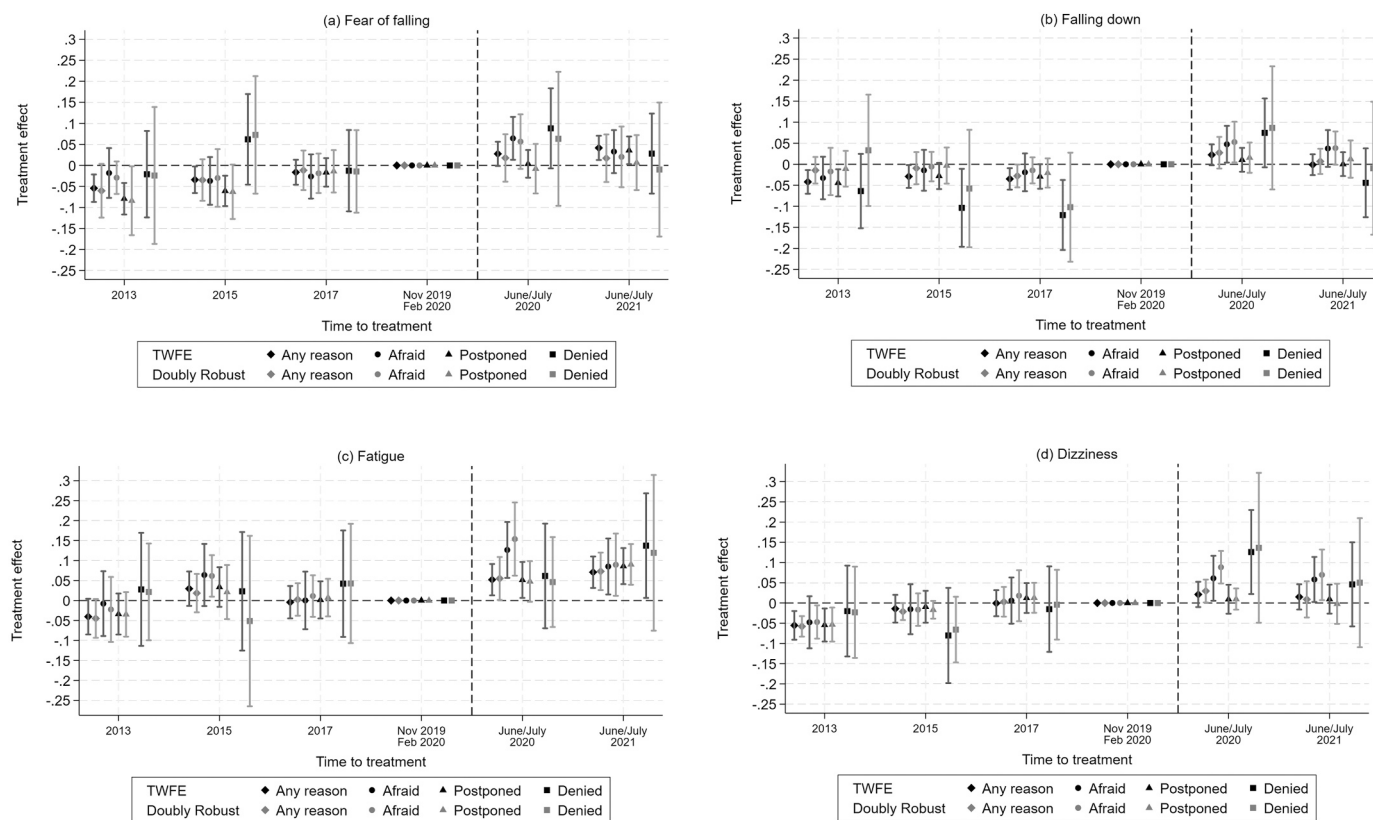 (a) Fear of falling
.3
.25
.2
.15
.1
.05
0
-.05
-.1
-.15
-.2
-.25
Treatment effect
2013 2015 2017 Nov 2019 June/July June/July
Feb 2020 2020 2021
Time to treatment
TWFE Any reason Afraid Postponed Denied
Doubly Robust Any reason Afraid Postponed Denied
(b) Falling down
.3
.25
.2
.15
.1
.05
0
-.05
-.1
-.15
-.2
-.25
Treatment effect
2013 2015 2017 Nov 2019 June/July June/July
Feb 2020 2020 2021
Time to treatment
TWFE Any reason Afraid Postponed Denied
Doubly Robust Any reason Afraid Postponed Denied
(c) Fatigue
.3
.25
.2
.15
.1
.05
0
-.05
-.1
-.15
-.2
-.25
Treatment effect
2013 2015 2017 Nov 2019 June/July June/July
Feb 2020 2020 2021
Time to treatment
TWFE Any reason Afraid Postponed Denied
Doubly Robust Any reason Afraid Postponed Denied
(d) Dizziness
.3
.25
.2
.15
.1
.05
0
-.05
-.1
-.15
-.2
-.25
Treatment effect
2013 2015 2017 Nov 2019 June/July June/July
Feb 2020 2020 2021
Time to treatment
TWFE Any reason Afraid Postponed Denied
Doubly Robust Any reason Afraid Postponed Denied